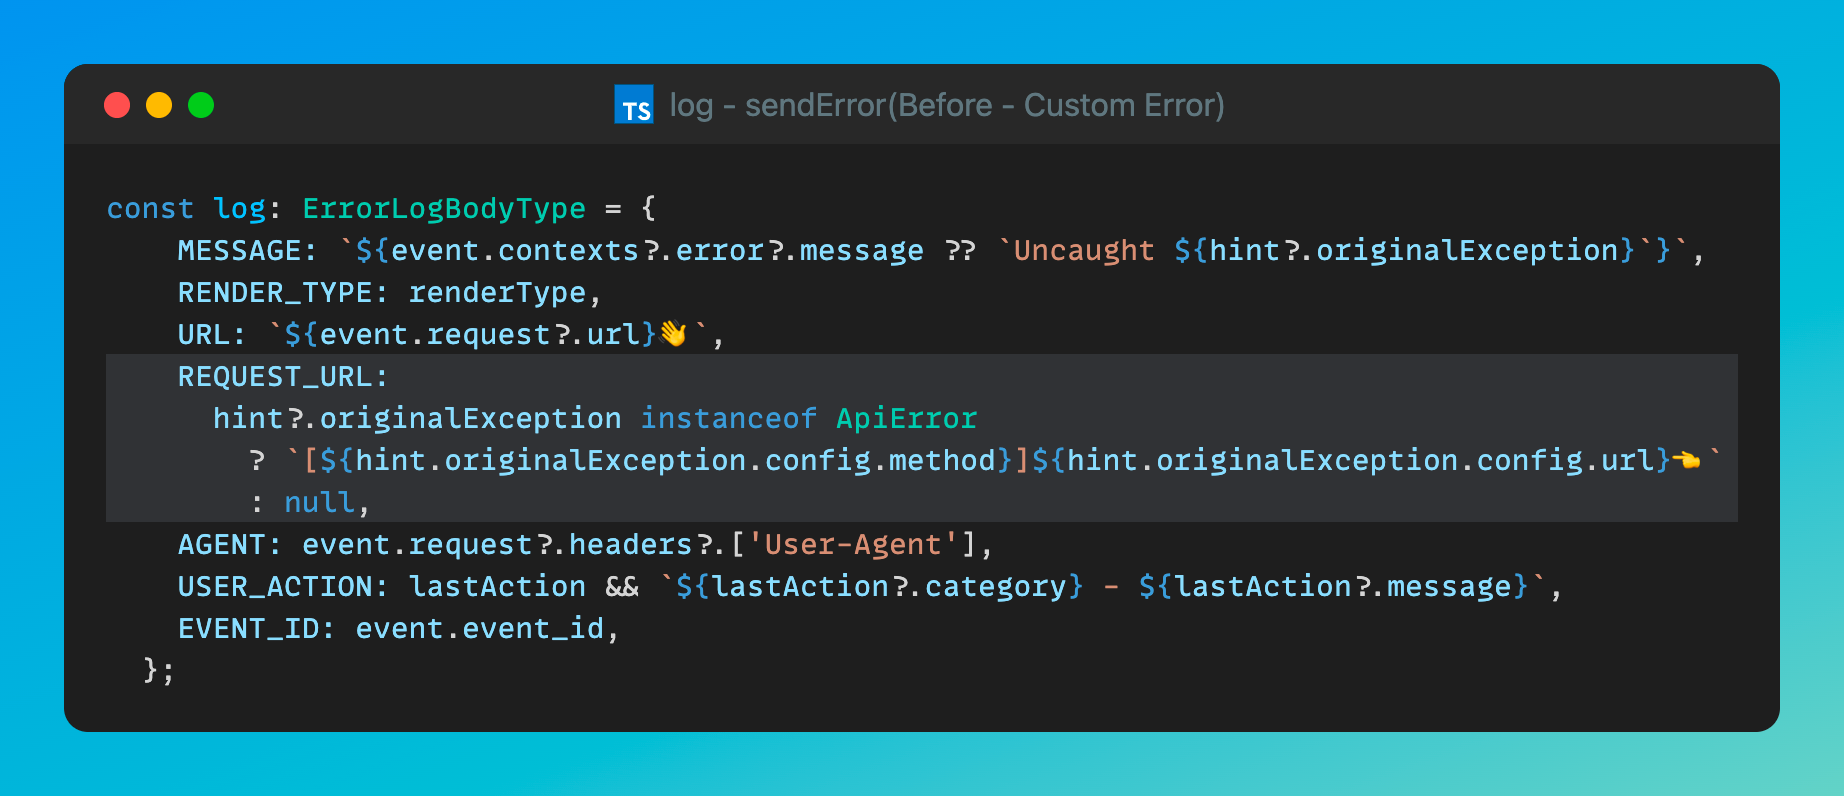 TS log - sendError(Before - Custom Error)
const log: ErrorLogBodyType = {
    MESSAGE: `${event.contexts?.error?.message ?? `Uncaught ${hint?.originalException}`}`,
    RENDER_TYPE: renderType,
    URL: `${event.request?.url}👋`,
    REQUEST_URL:
      hint?.originalException instanceof ApiError
        ? `[${hint.originalException.config.method}]${hint.originalException.config.url}👈`
        : null,
    AGENT: event.request?.headers?.['User-Agent'],
    USER_ACTION: lastAction && `${lastAction?.category} - ${lastAction?.message}`,
    EVENT_ID: event.event_id,
  };